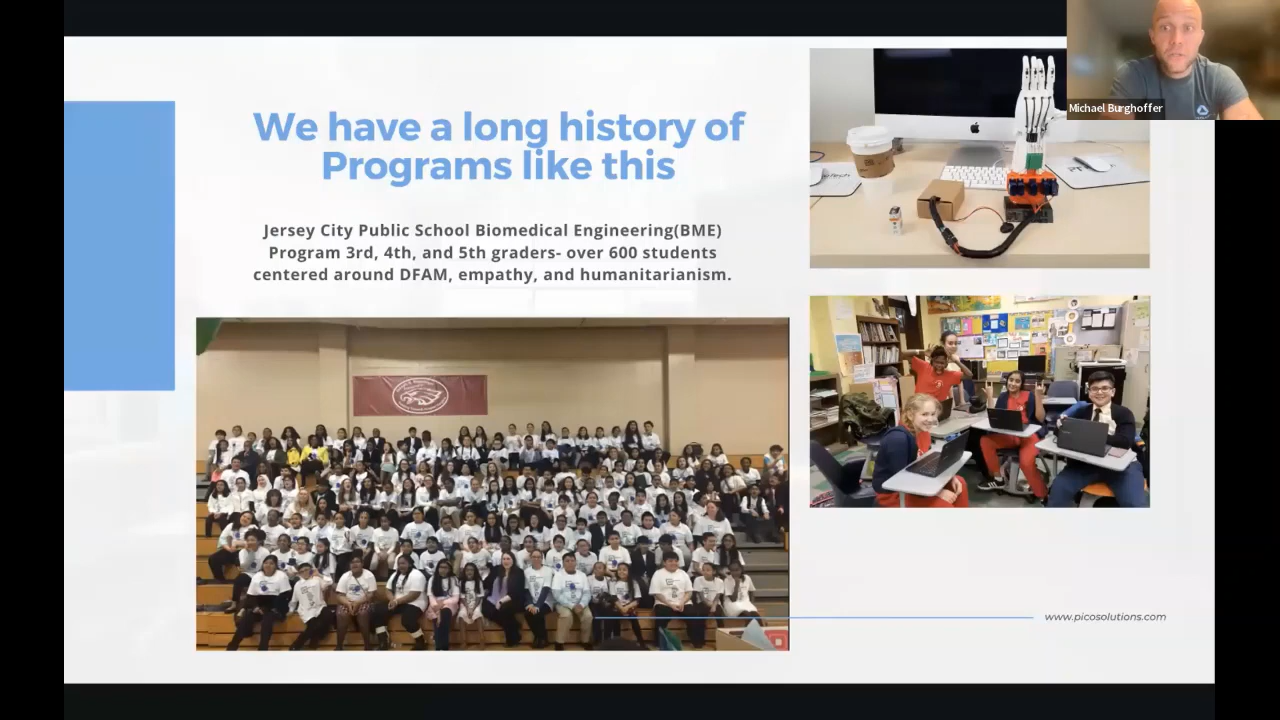 We have a long history of
Programs like this
Jersey City Public School Biomedical Engineering(BME)
Program 3rd, 4th, and 5th graders- over 600 students
centered around DFAM, empathy, and humanitarianism.
Michael Burghoffer
www.picosolutions.com